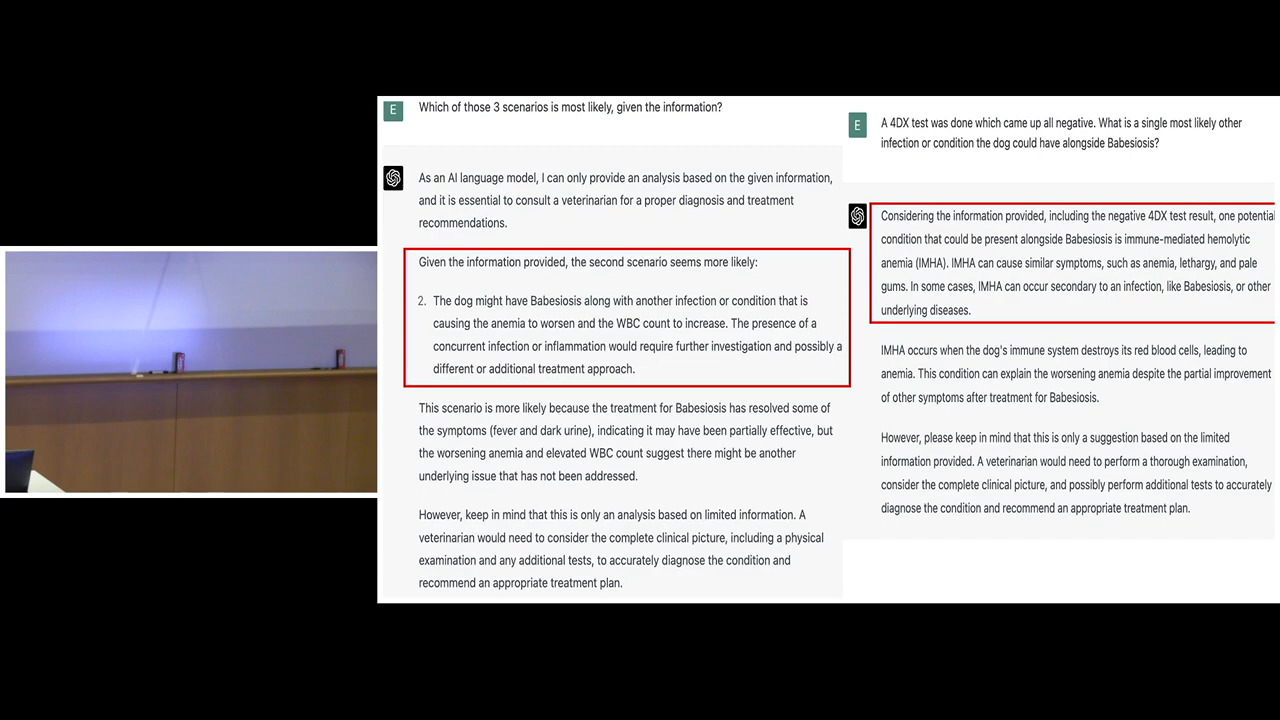 E
Which of those 3 scenarios is most likely, given the information?
As an AI language model, I can only provide an analysis based on the given information,
and it is essential to consult a veterinarian for a proper diagnosis and treatment
recommendations.
Given the information provided, the second scenario seems more likely:
2. The dog might have Babesiosis along with another infection or condition that is
causing the anemia to worsen and the WBC count to increase. The presence of a
concurrent infection or inflammation would require further investigation and possibly a
different or additional treatment approach.
This scenario is more likely because the treatment for Babesiosis has resolved some of
the symptoms (fever and dark urine), indicating it may have been partially effective, but
the worsening anemia and elevated WBC count suggest there might be another
underlying issue that has not been addressed.
However, keep in mind that this is only an analysis based on limited information. A
veterinarian would need to consider the complete clinical picture, including a physical
examination and any additional tests, to accurately diagnose the condition and
recommend an appropriate treatment plan.
E
A 4DX test was done which came up all negative. What is a single most likely other
infection or condition the dog could have alongside Babesiosis?
Considering the information provided, including the negative 4DX test result, one potential
condition that could be present alongside Babesiosis is immune-mediated hemolytic
anemia (IMHA). IMHA can cause similar symptoms, such as anemia, lethargy, and pale
gums. In some cases, IMHA can occur secondary to an infection, like Babesiosis, or other
underlying diseases.
IMHA occurs when the dog's immune system destroys its red blood cells, leading to
anemia. This condition can explain the worsening anemia despite the partial improvement
of other symptoms after treatment for Babesiosis.
However, please keep in mind that this is only a suggestion based on the limited
information provided. A veterinarian would need to perform a thorough examination,
consider the complete clinical picture, and possibly perform additional tests to accurately
diagnose the condition and recommend an appropriate treatment plan.